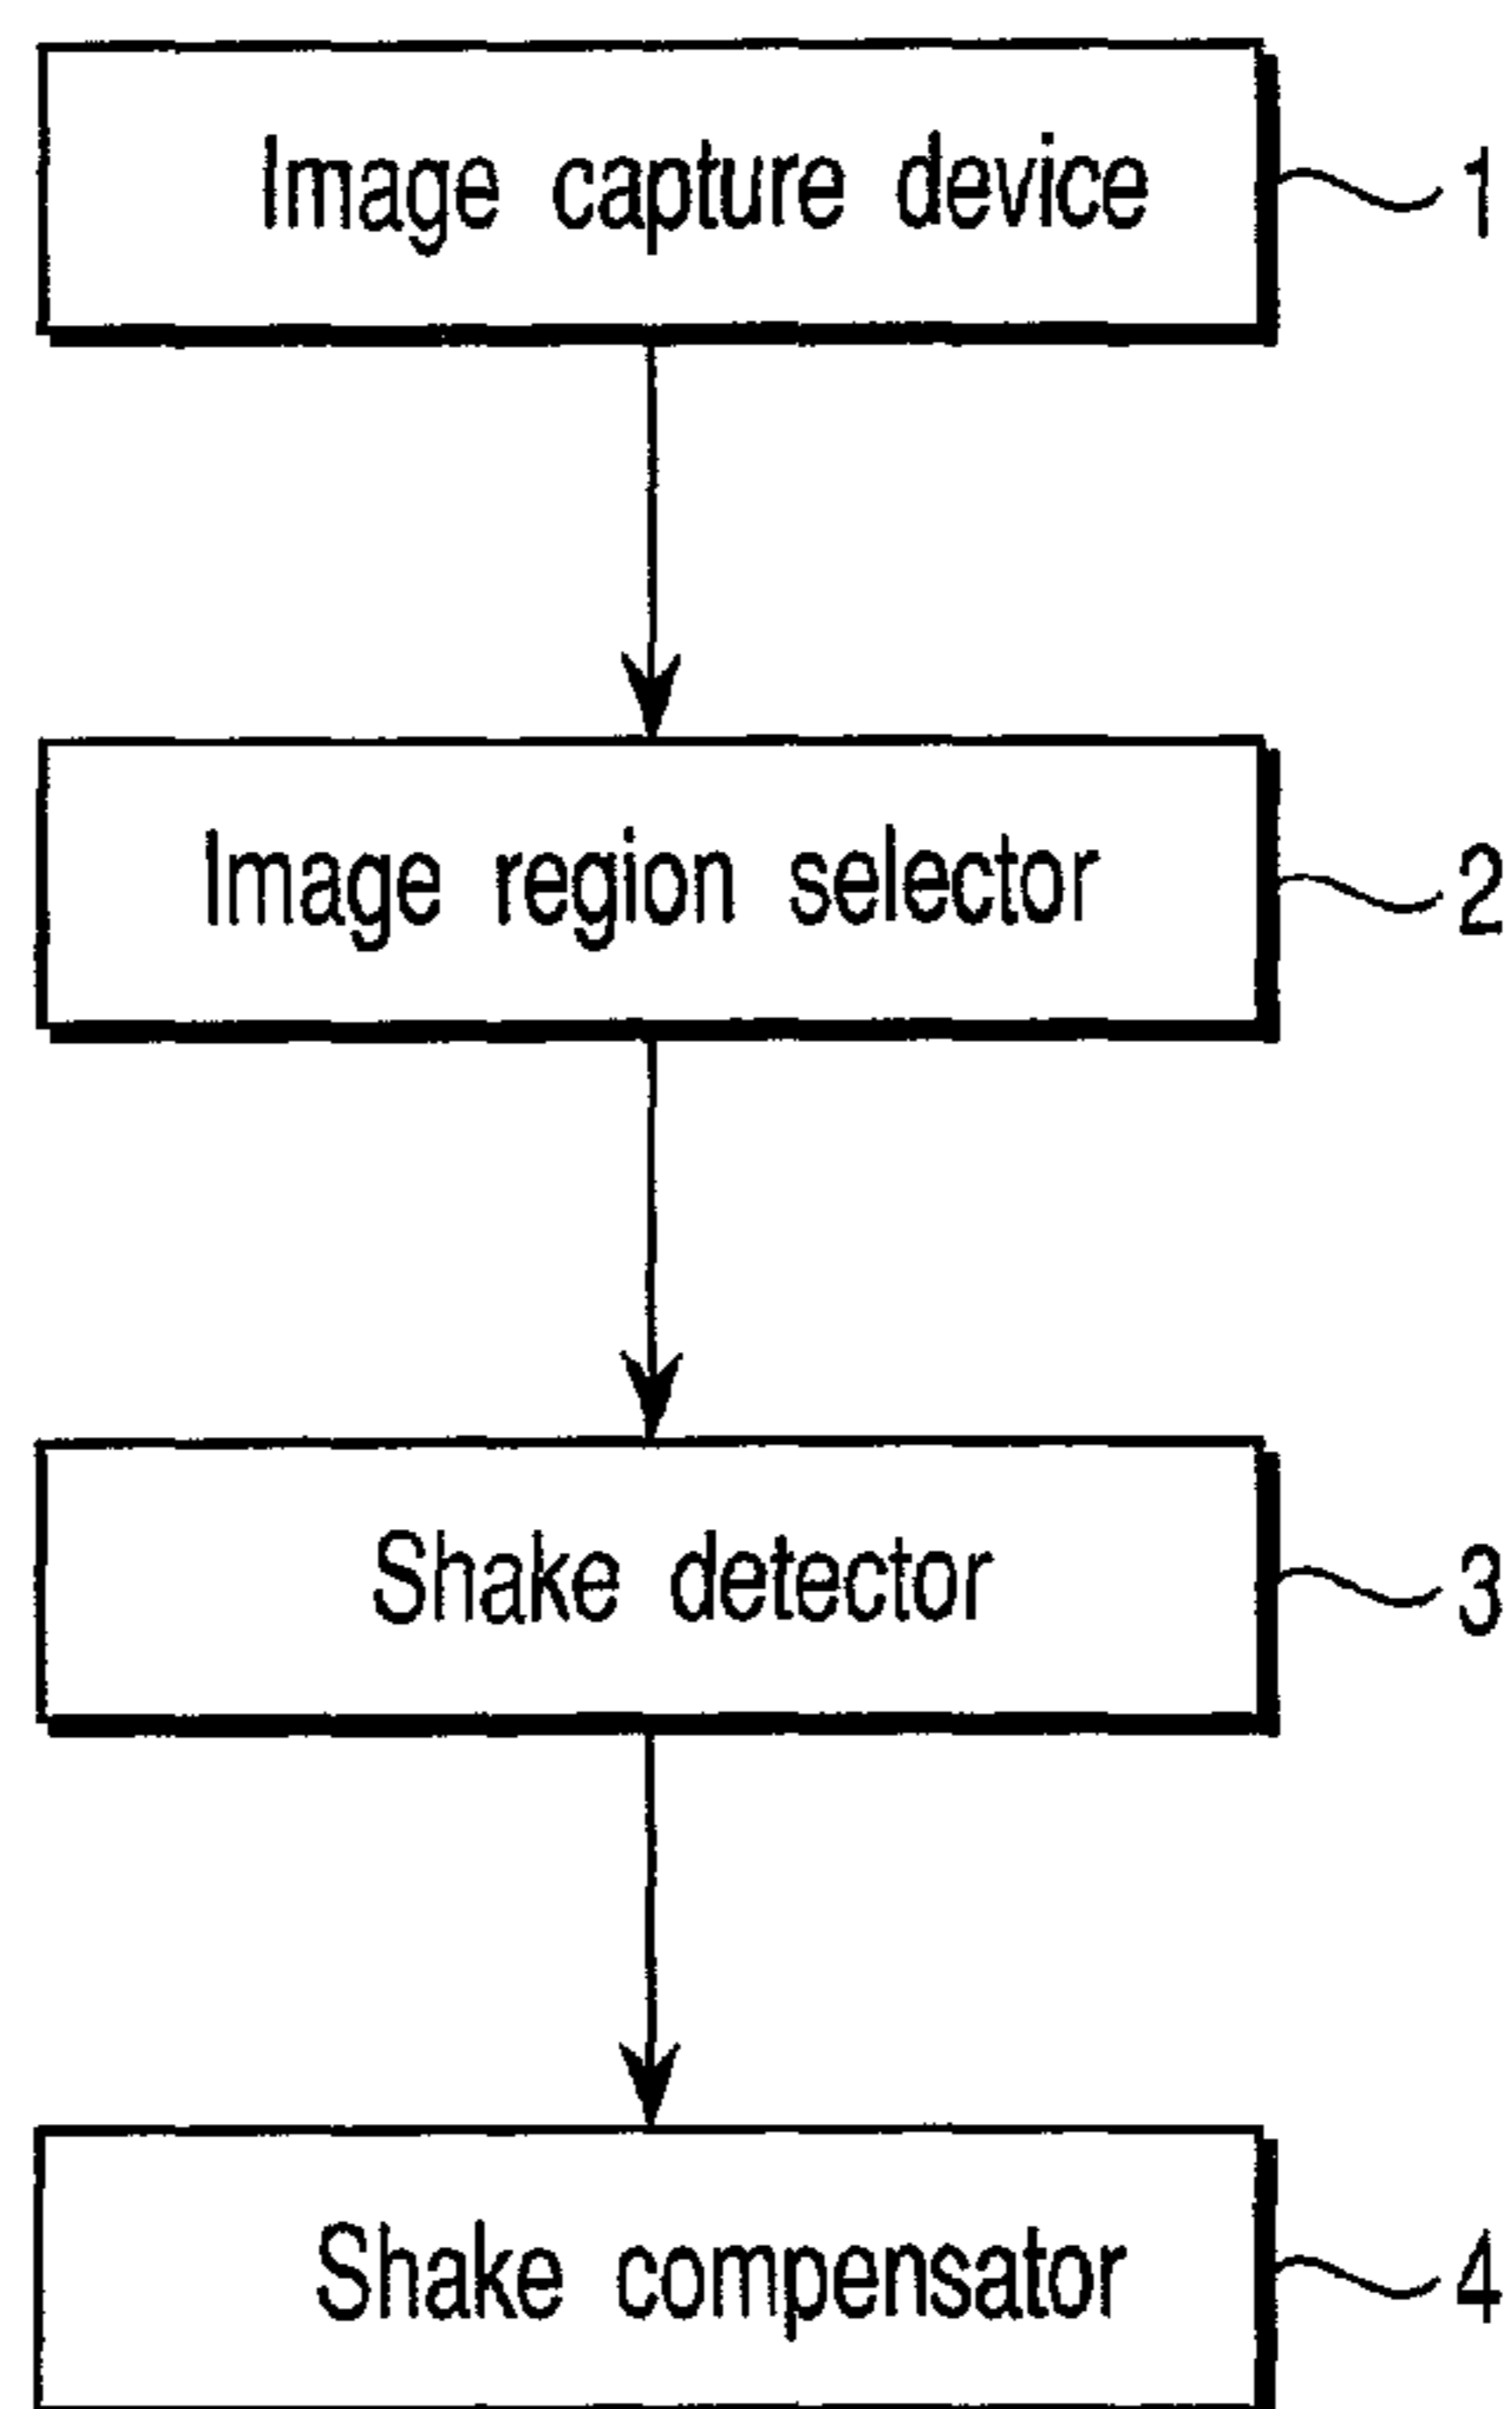 Image capture device 1
Image region selector 2
Shake detector 3
Shake compensator 4